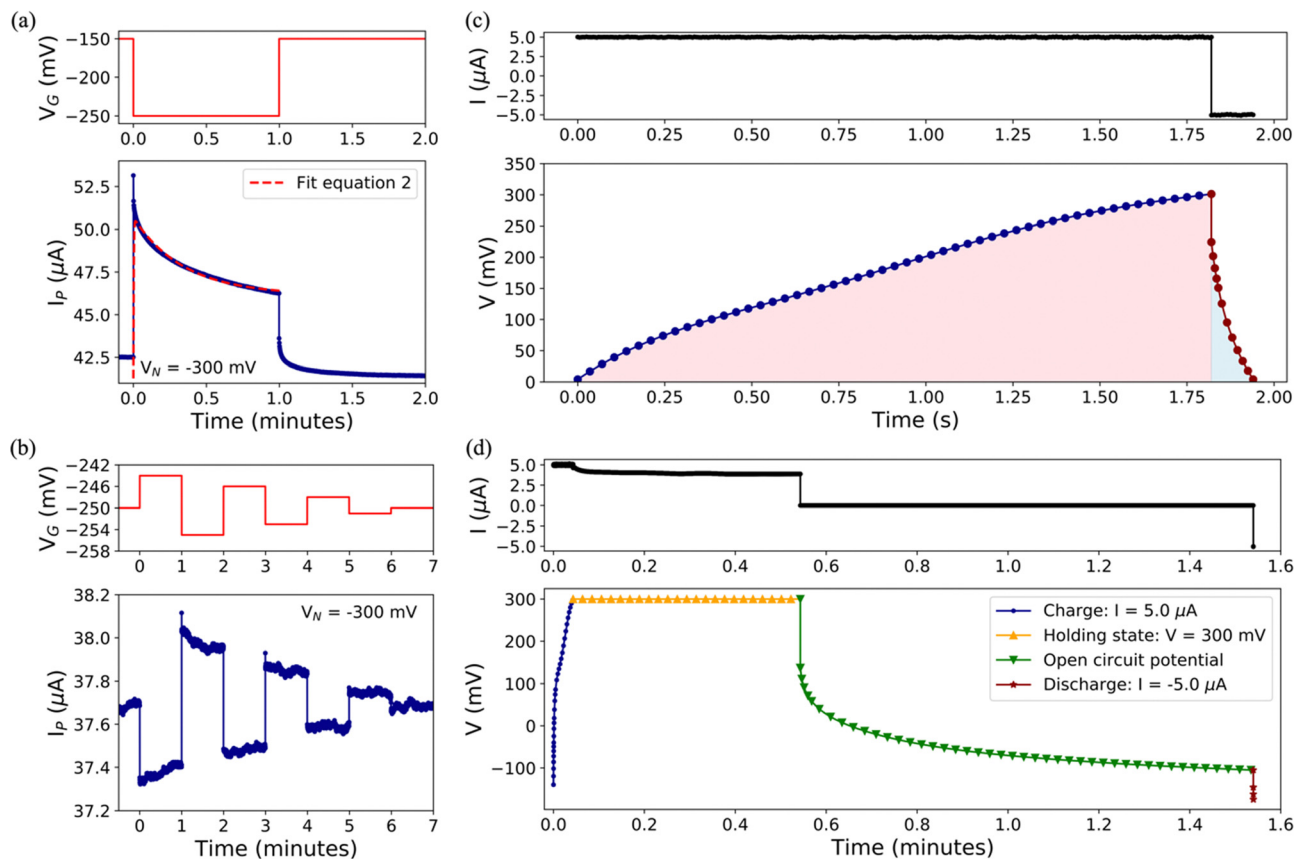 (a)
−150
−200
−250
V_G (mV)
0.0 0.5 1.0 1.5 2.0
52.5
50.0
47.5
45.0
42.5
I_P (μA)
Fit equation 2
V_N = -300 mV
0.0 0.5 1.0 1.5 2.0
Time (minutes)
(c)
5.0
2.5
0.0
−2.5
−5.0
I (μA)
0.00 0.25 0.50 0.75 1.00 1.25 1.50 1.75 2.00
350
300
250
200
150
100
50
0
V (mV)
0.00 0.25 0.50 0.75 1.00 1.25 1.50 1.75 2.00
Time (s)
(b)
−242
−246
−250
−254
−258
V_G (mV)
0 1 2 3 4 5 6 7
38.2
38.0
37.8
37.6
37.4
37.2
I_P (μA)
V_N = -300 mV
0 1 2 3 4 5 6 7
Time (minutes)
(d)
5.0
2.5
0.0
−2.5
−5.0
I (μA)
0.0 0.2 0.4 0.6 0.8 1.0 1.2 1.4 1.6
300
200
100
0
−100
V (mV)
Charge: I = 5.0 μA
Holding state: V = 300 mV
Open circuit potential
Discharge: I = -5.0 μA
0.0 0.2 0.4 0.6 0.8 1.0 1.2 1.4 1.6
Time (minutes)